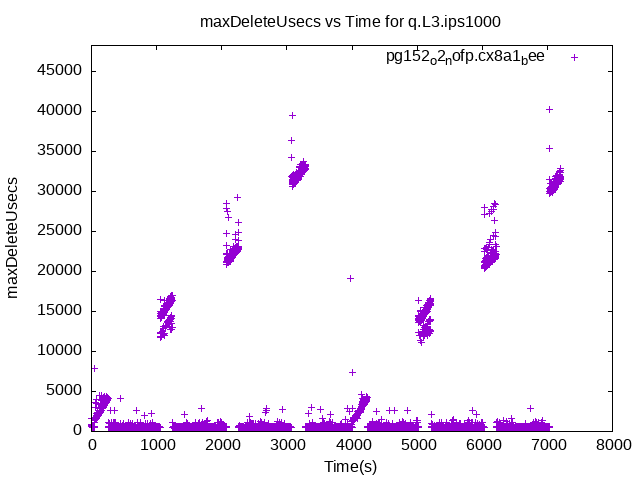 maxDeleteUsecs vs Time for q.L3.ips1000
pg152o2nofp.cx8a1bee
45000
40000
35000
30000
25000
20000
15000
10000
5000
0
maxDeleteUsecs
0 1000 2000 3000 4000 5000 6000 7000 8000
Time(s)